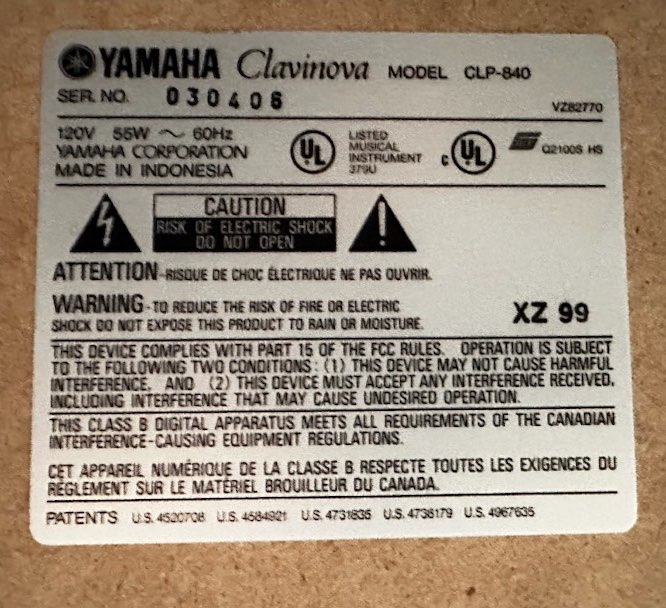 YAMAHA Clavinova MODEL CLP-840
SER. NO. 030406
VZ82770
120V 55W ~ 60Hz
YAMAHA CORPORATION
MADE IN INDONESIA
UL
LISTED
MUSICAL
INSTRUMENT
379U
c UL
Q2100S HS
CAUTION
RISK OF ELECTRIC SHOCK
DO NOT OPEN
ATTENTION-RISQUE DE CHOC ÉLECTRIQUE NE PAS OUVRIR.
WARNING-TO REDUCE THE RISK OF FIRE OR ELECTRIC
SHOCK DO NOT EXPOSE THIS PRODUCT TO RAIN OR MOISTURE.
XZ 99
THIS DEVICE COMPLIES WITH PART 15 OF THE FCC RULES. OPERATION IS SUBJECT
TO THE FOLLOWING TWO CONDITIONS: (1) THIS DEVICE MAY NOT CAUSE HARMFUL
INTERFERENCE, AND (2) THIS DEVICE MUST ACCEPT ANY INTERFERENCE RECEIVED,
INCLUDING INTERFERENCE THAT MAY CAUSE UNDESIRED OPERATION.
THIS CLASS B DIGITAL APPARATUS MEETS ALL REQUIREMENTS OF THE CANADIAN
INTERFERENCE-CAUSING EQUIPMENT REGULATIONS.
CET APPAREIL NUMÉRIQUE DE LA CLASSE B RESPECTE TOUTES LES EXIGENCES DU
RÈGLEMENT SUR LE MATÉRIEL BROUILLEUR DU CANADA.
PATENTS U.S. 4520708 U.S. 4584921 U.S. 4731835 U.S. 4738179 U.S. 4967635